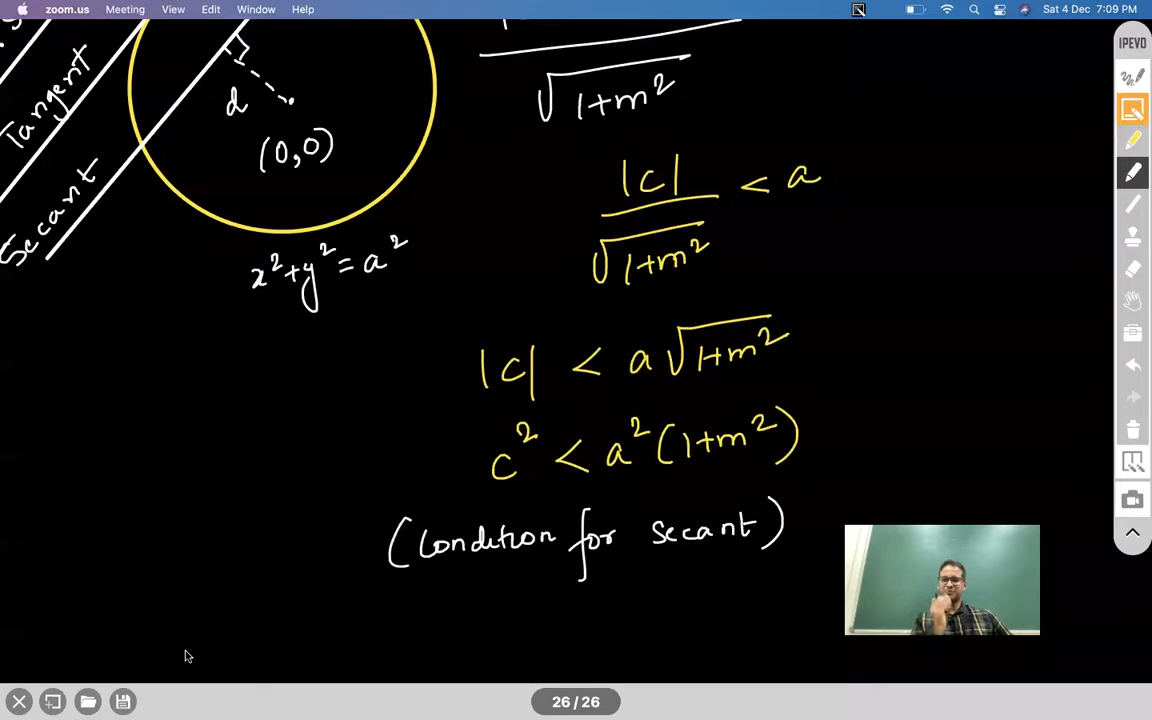 zoom.us Meeting View Edit Window Help Sat 4 Dec 7:09 PM
IPEVO
Tangent
√1+m²
d
(0,0)
|c| < a
√1+m²
Secant
x²+y²=a²
|c| < a√1+m²
c² < a²(1+m²)
(Condition for secant)
26/26